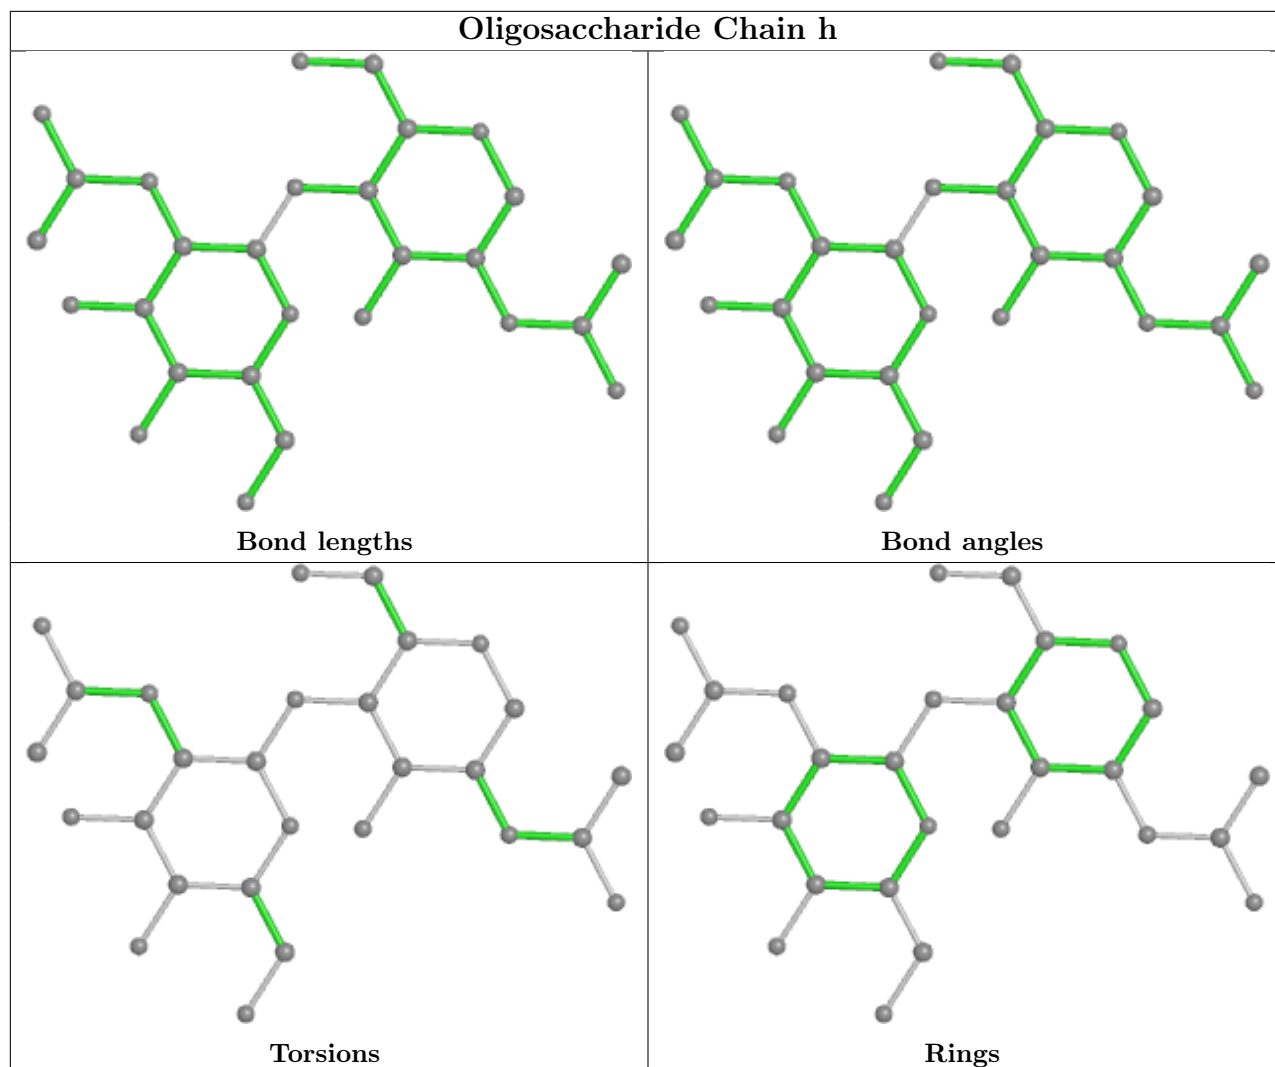 Oligosaccharide Chain h
Bond lengths
Bond angles
Torsions
Rings